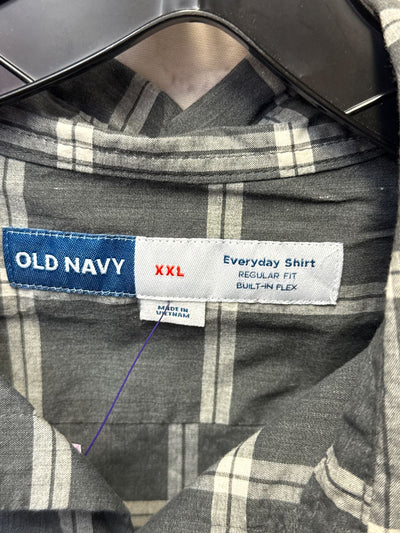 OLD NAVY
XXL
Everyday Shirt
REGULAR FIT
BUILT-IN FLEX
MADE IN
VIETNAM